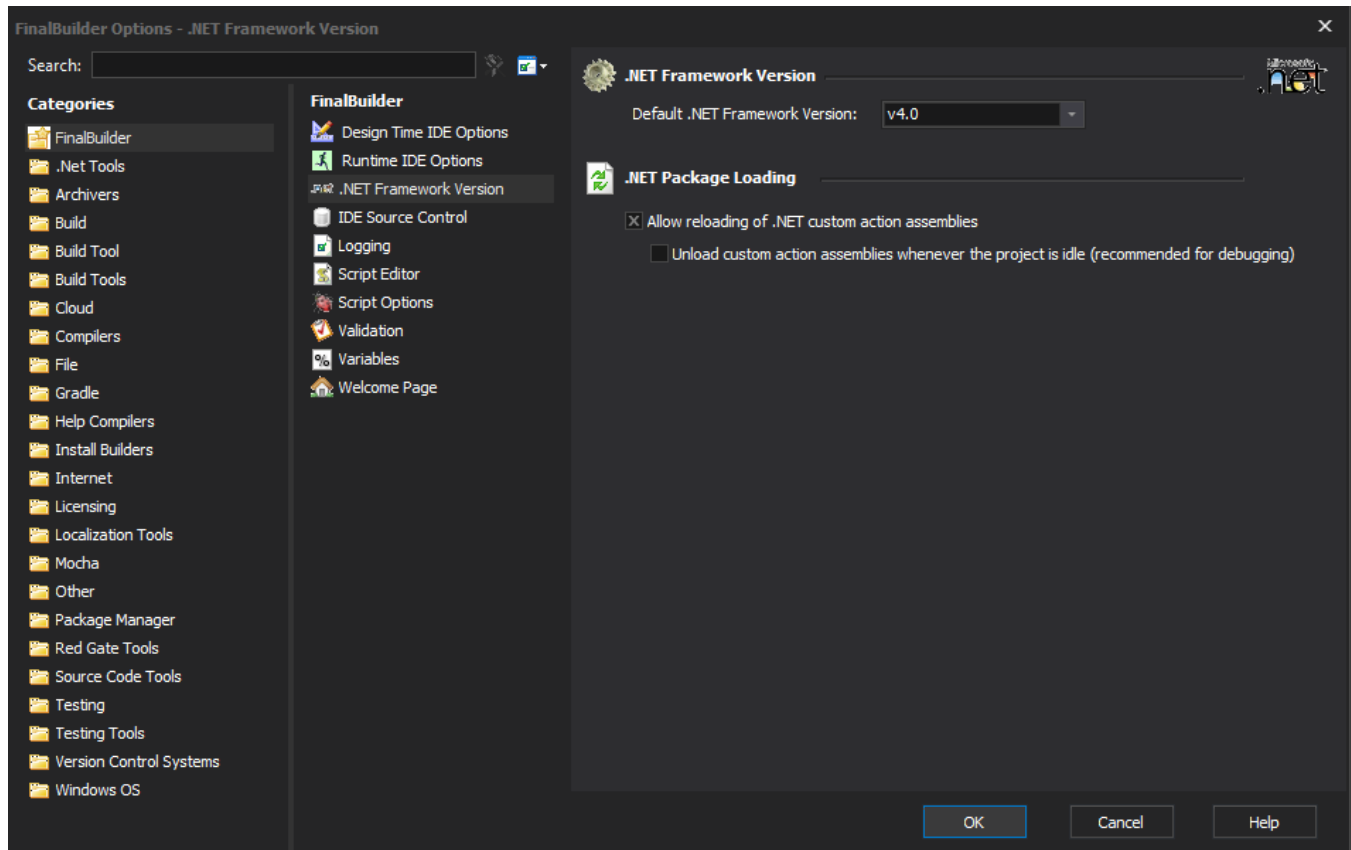 FinalBuilder Options - .NET Framework Version
Search:
Categories
FinalBuilder
.Net Tools
Archivers
Build
Build Tool
Build Tools
Cloud
Compilers
File
Gradle
Help Compilers
Install Builders
Internet
Licensing
Localization Tools
Mocha
Other
Package Manager
Red Gate Tools
Source Code Tools
Testing
Testing Tools
Version Control Systems
Windows OS
FinalBuilder
Design Time IDE Options
Runtime IDE Options
.NET Framework Version
IDE Source Control
Logging
Script Editor
Script Options
Validation
Variables
Welcome Page
.NET Framework Version
.net
Default .NET Framework Version:
v4.0
.NET Package Loading
Allow reloading of .NET custom action assemblies
Unload custom action assemblies whenever the project is idle (recommended for debugging)
OK
Cancel
Help